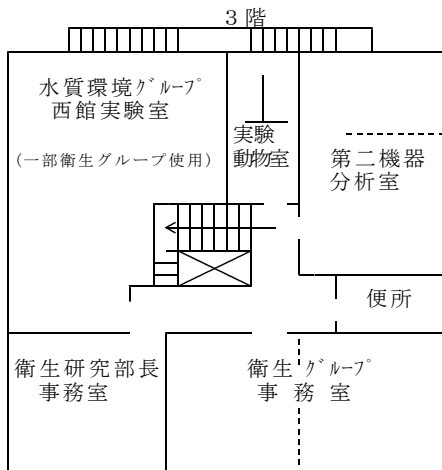 3階
水質環境ｸﾞﾙｰﾌﾟ
西館実験室
(一部衛生グループ使用)
実験
動物室
第二機器
分析室
便所
衛生研究部長
事務室
衛生ｸﾞﾙｰﾌﾟ
事務室